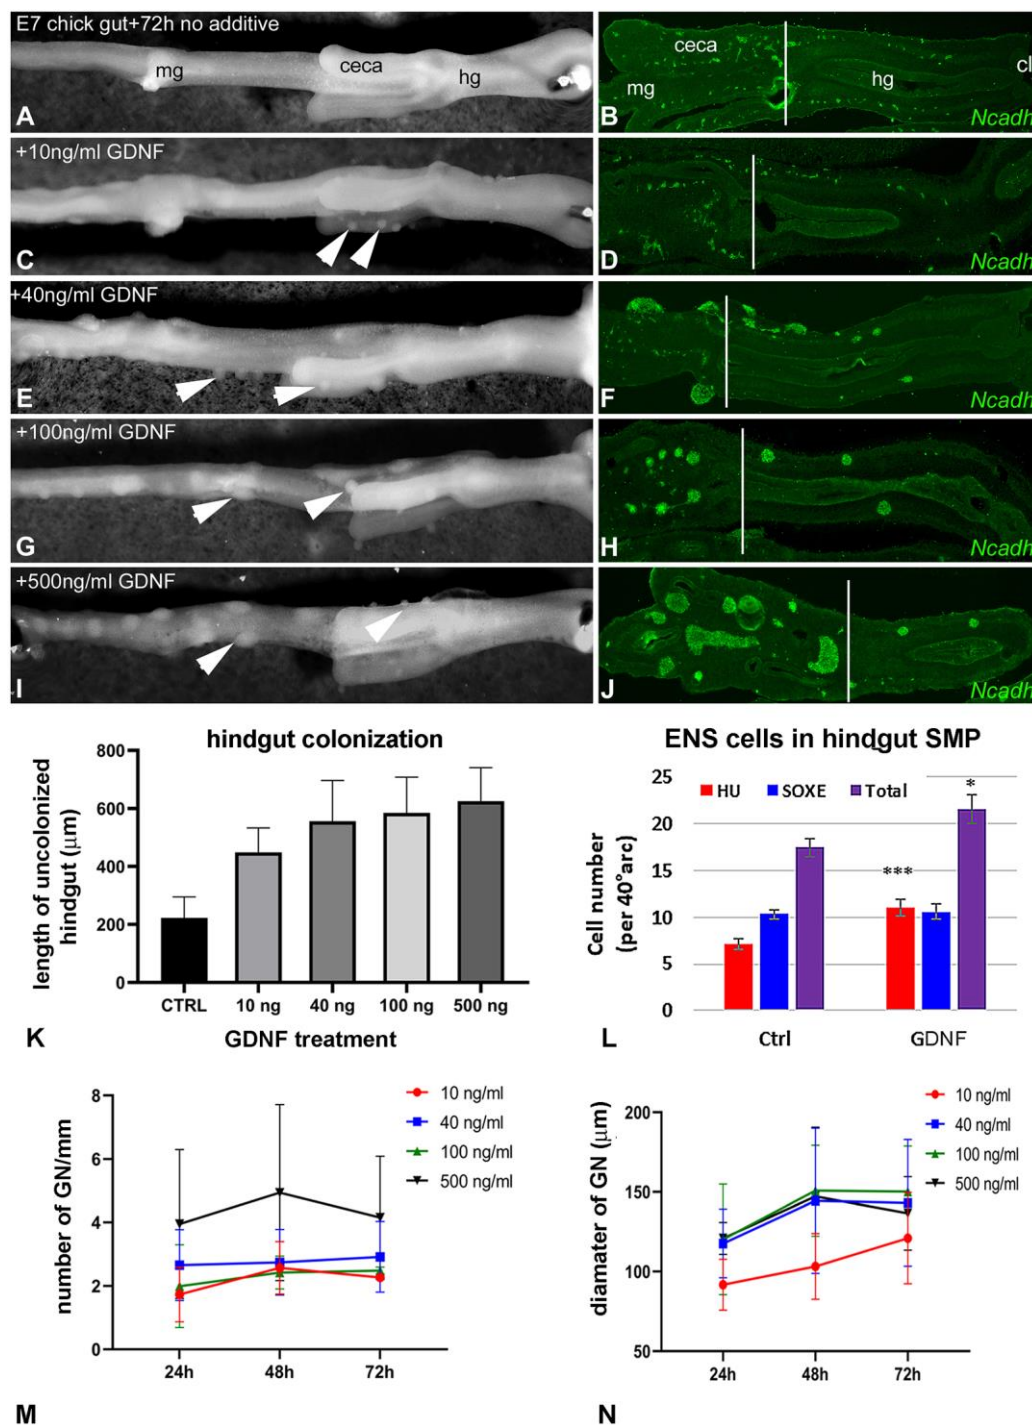 E7 chick gut+72h no additive
mg
ceca
hg
A
ceca
mg
hg
cl
Ncadh
B
+10ng/ml GDNF
C
D
Ncadh
+40ng/ml GDNF
E
F
Ncadh
+100ng/ml GDNF
G
H
Ncadh
+500ng/ml GDNF
I
J
Ncadh
hindgut colonization
length of uncolonized
hindgut (μm)
800
600
400
200
0
CTRL
10 ng
40 ng
100 ng
500 ng
GDNF treatment
K
ENS cells in hindgut SMP
HU
SOXE
Total
Cell number
(per 40°arc)
25
20
15
10
5
0
***
*
Ctrl
GDNF
L
number of GN/mm
8
6
4
2
0
24h
48h
72h
10 ng/ml
40 ng/ml
100 ng/ml
500 ng/ml
M
diamater of GN (μm)
200
150
100
50
24h
48h
72h
10 ng/ml
40 ng/ml
100 ng/ml
500 ng/ml
N